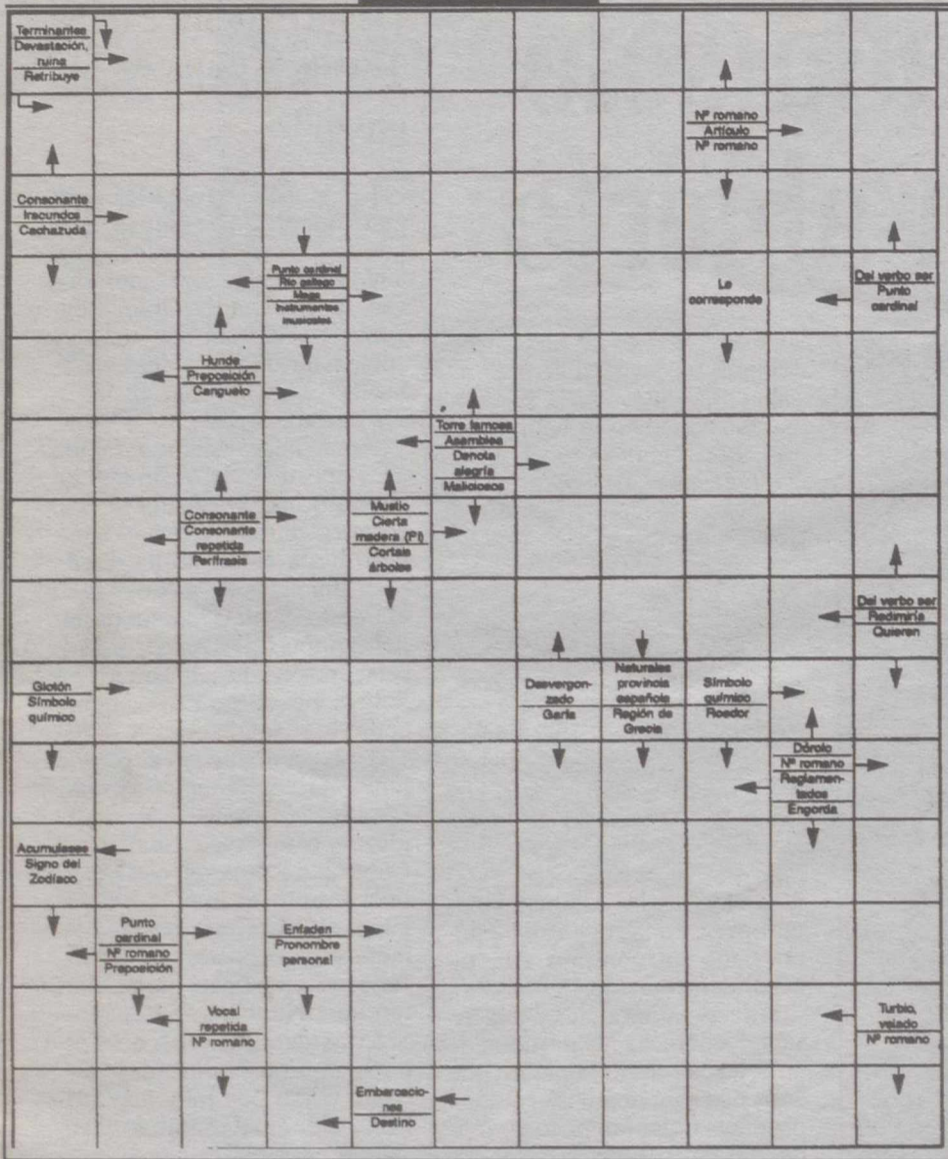 Terminantes
Devastación,
ruina
Retribuye
Nº romano
Artículo
Nº romano
Consonante
Iracundos
Cachazuda
Punto cardinal
Río gallego
Maga
Instrumentos
musicales
Le
corresponde
Del verbo ser
Punto
cardinal
Hunde
Preposición
Canguelo
Torre famosa
Asamblea
Denota
alegría
Maliciosos
Consonante
Consonante
repetida
Perífrasis
Mustio
Cierta
madera (Pl)
Cortais
árboles
Del verbo ser
Redimiría
Quieren
Glotón
Símbolo
químico
Desvergon-
zado
Garfa
Naturales
provincia
española
Región de
Grecia
Símbolo
químico
Roedor
Dórolo
Nº romano
Reglamen-
tados
Engorda
Acumulases
Signo del
Zodíaco
Punto
cardinal
Nº romano
Preposición
Enfaden
Pronombre
personal
Vocal
repetida
Nº romano
Turbio,
velado
Nº romano
Embarcacio-
nes
Destino